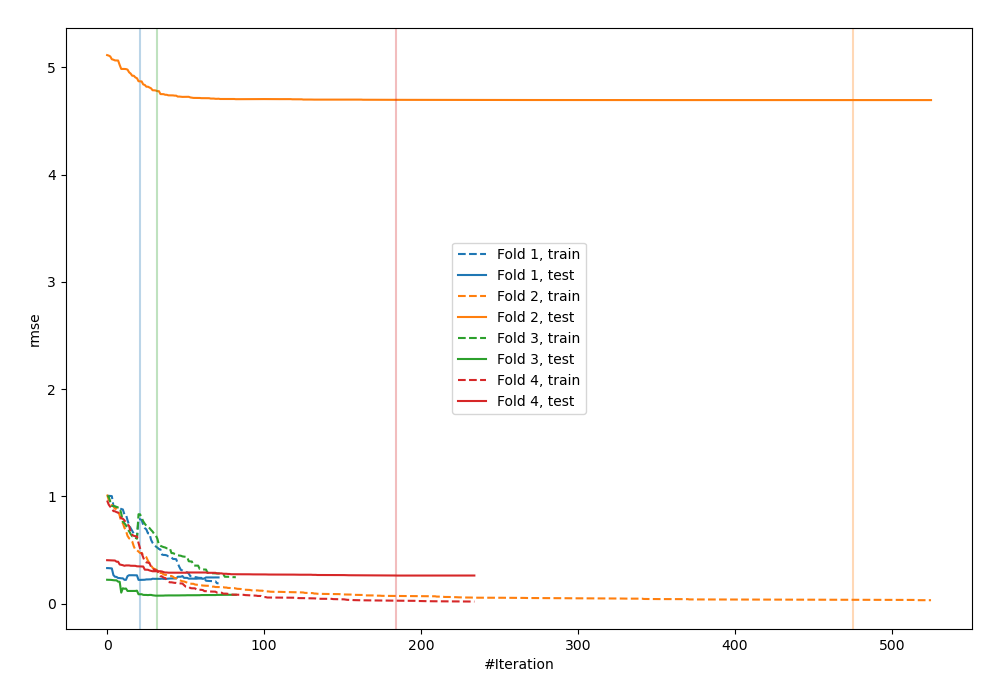 5
4
3
2
1
0
rmse
Fold 1, train
Fold 1, test
Fold 2, train
Fold 2, test
Fold 3, train
Fold 3, test
Fold 4, train
Fold 4, test
0 100 200 300 400 500
#Iteration